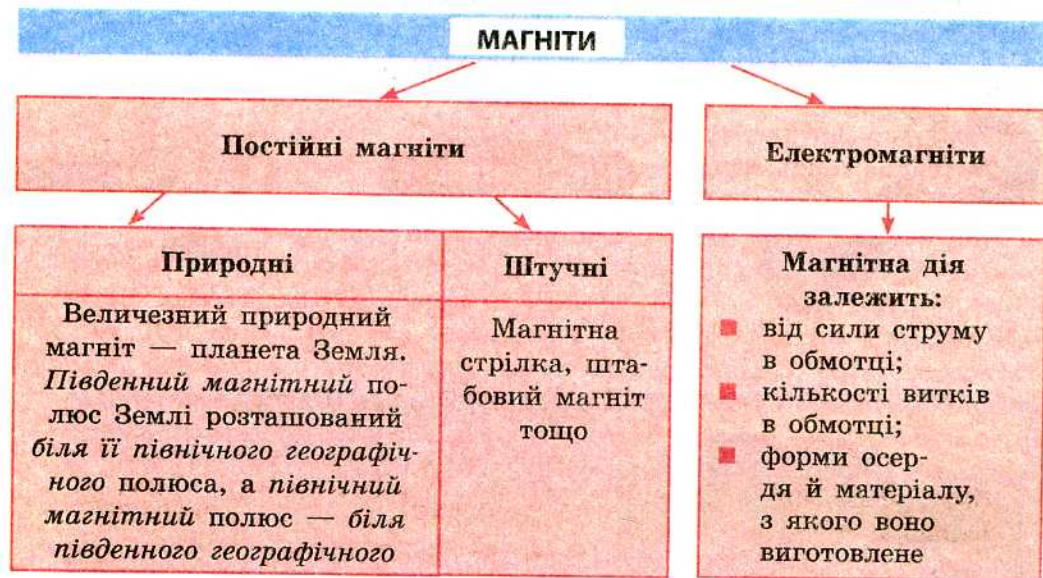 МАГНІТИ
Постійні магніти
Електромагніти
Природні
Величезний природний
магніт — планета Земля.
Південний магнітний по-
люс Землі розташований
біля її північного географіч-
ного полюса, а північний
магнітний полюс — біля
південного географічного
Штучні
Магнітна
стрілка, шта-
бовий магніт
тощо
Магнітна дія
залежить:
від сили струму
в обмотці;
кількості витків
в обмотці;
форми осер-
дя й матеріалу,
з якого воно
виготовлене